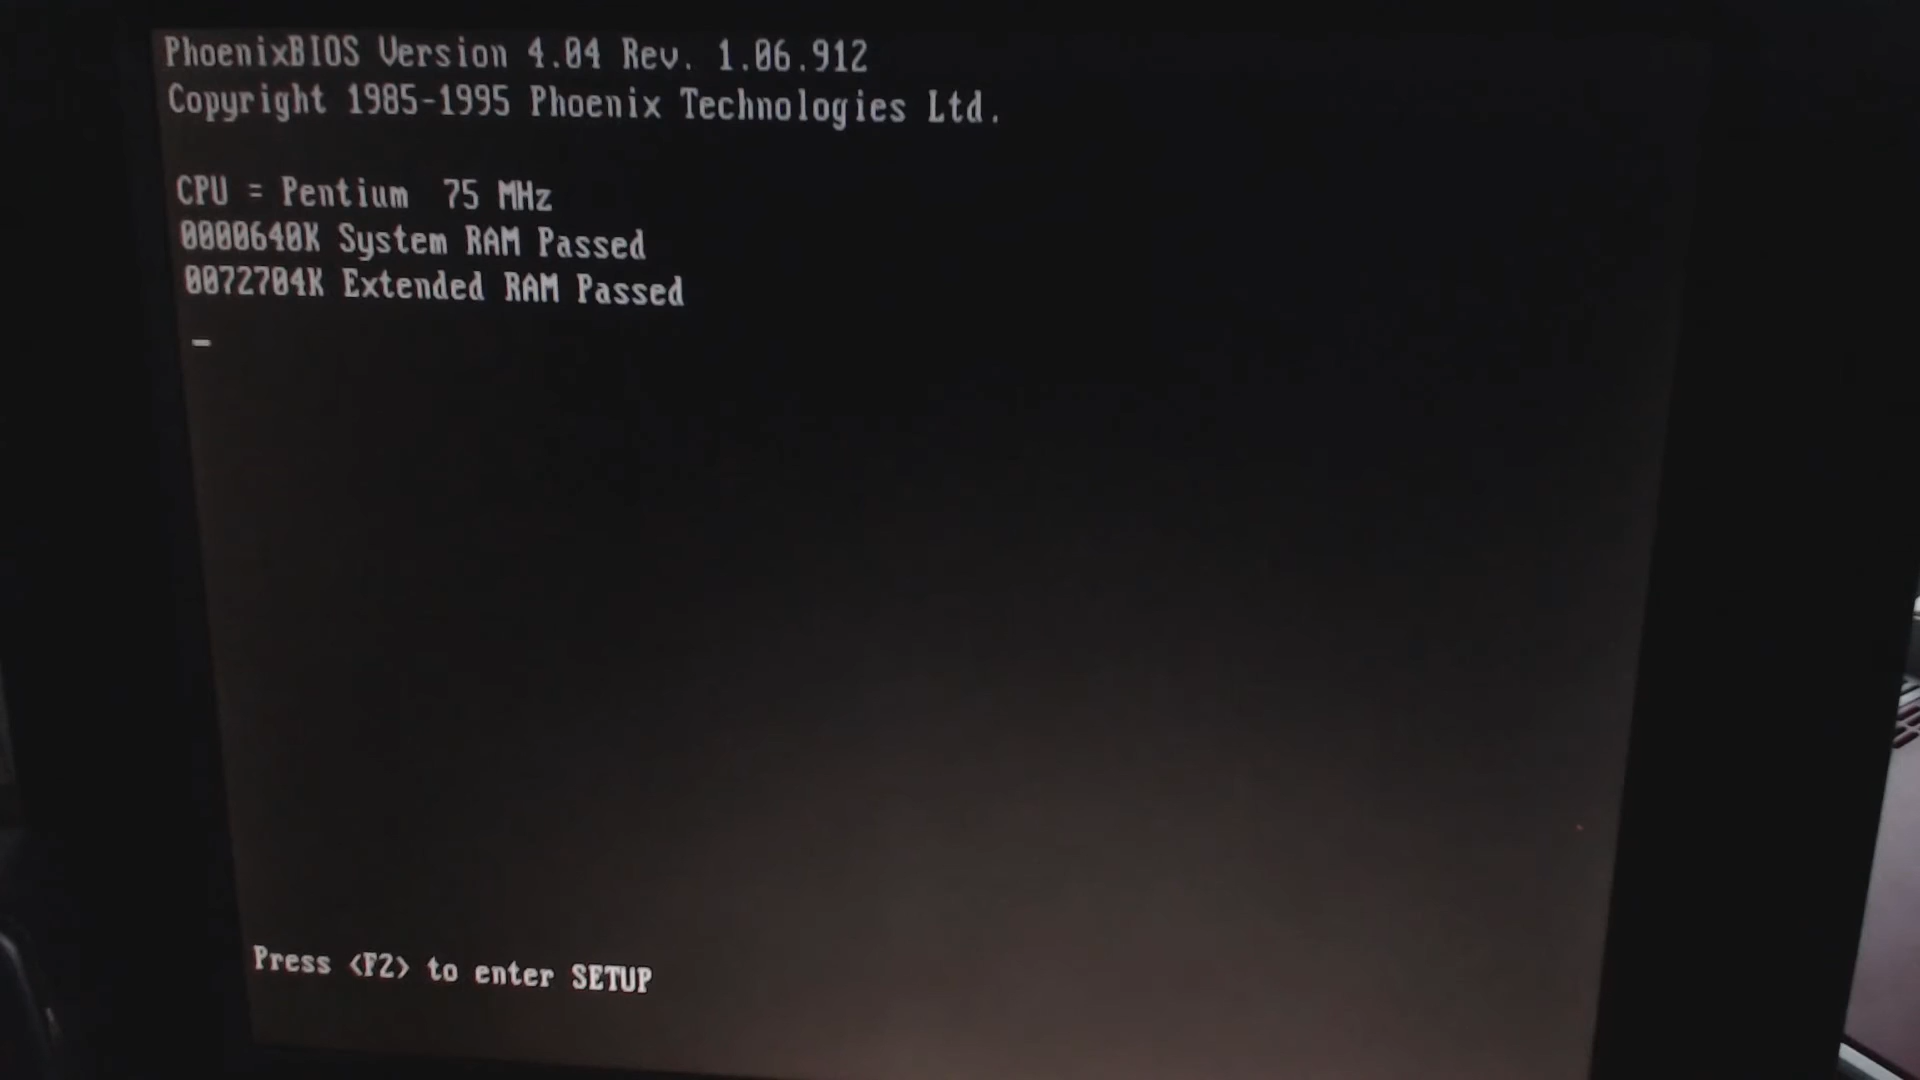 PhoenixBIOS Version 4.04 Rev. 1.06.912
Copyright 1985-1995 Phoenix Technologies Ltd.
CPU = Pentium  75 MHz
0000640K System RAM Passed
0072704K Extended RAM Passed
_
Press <F2> to enter SETUP